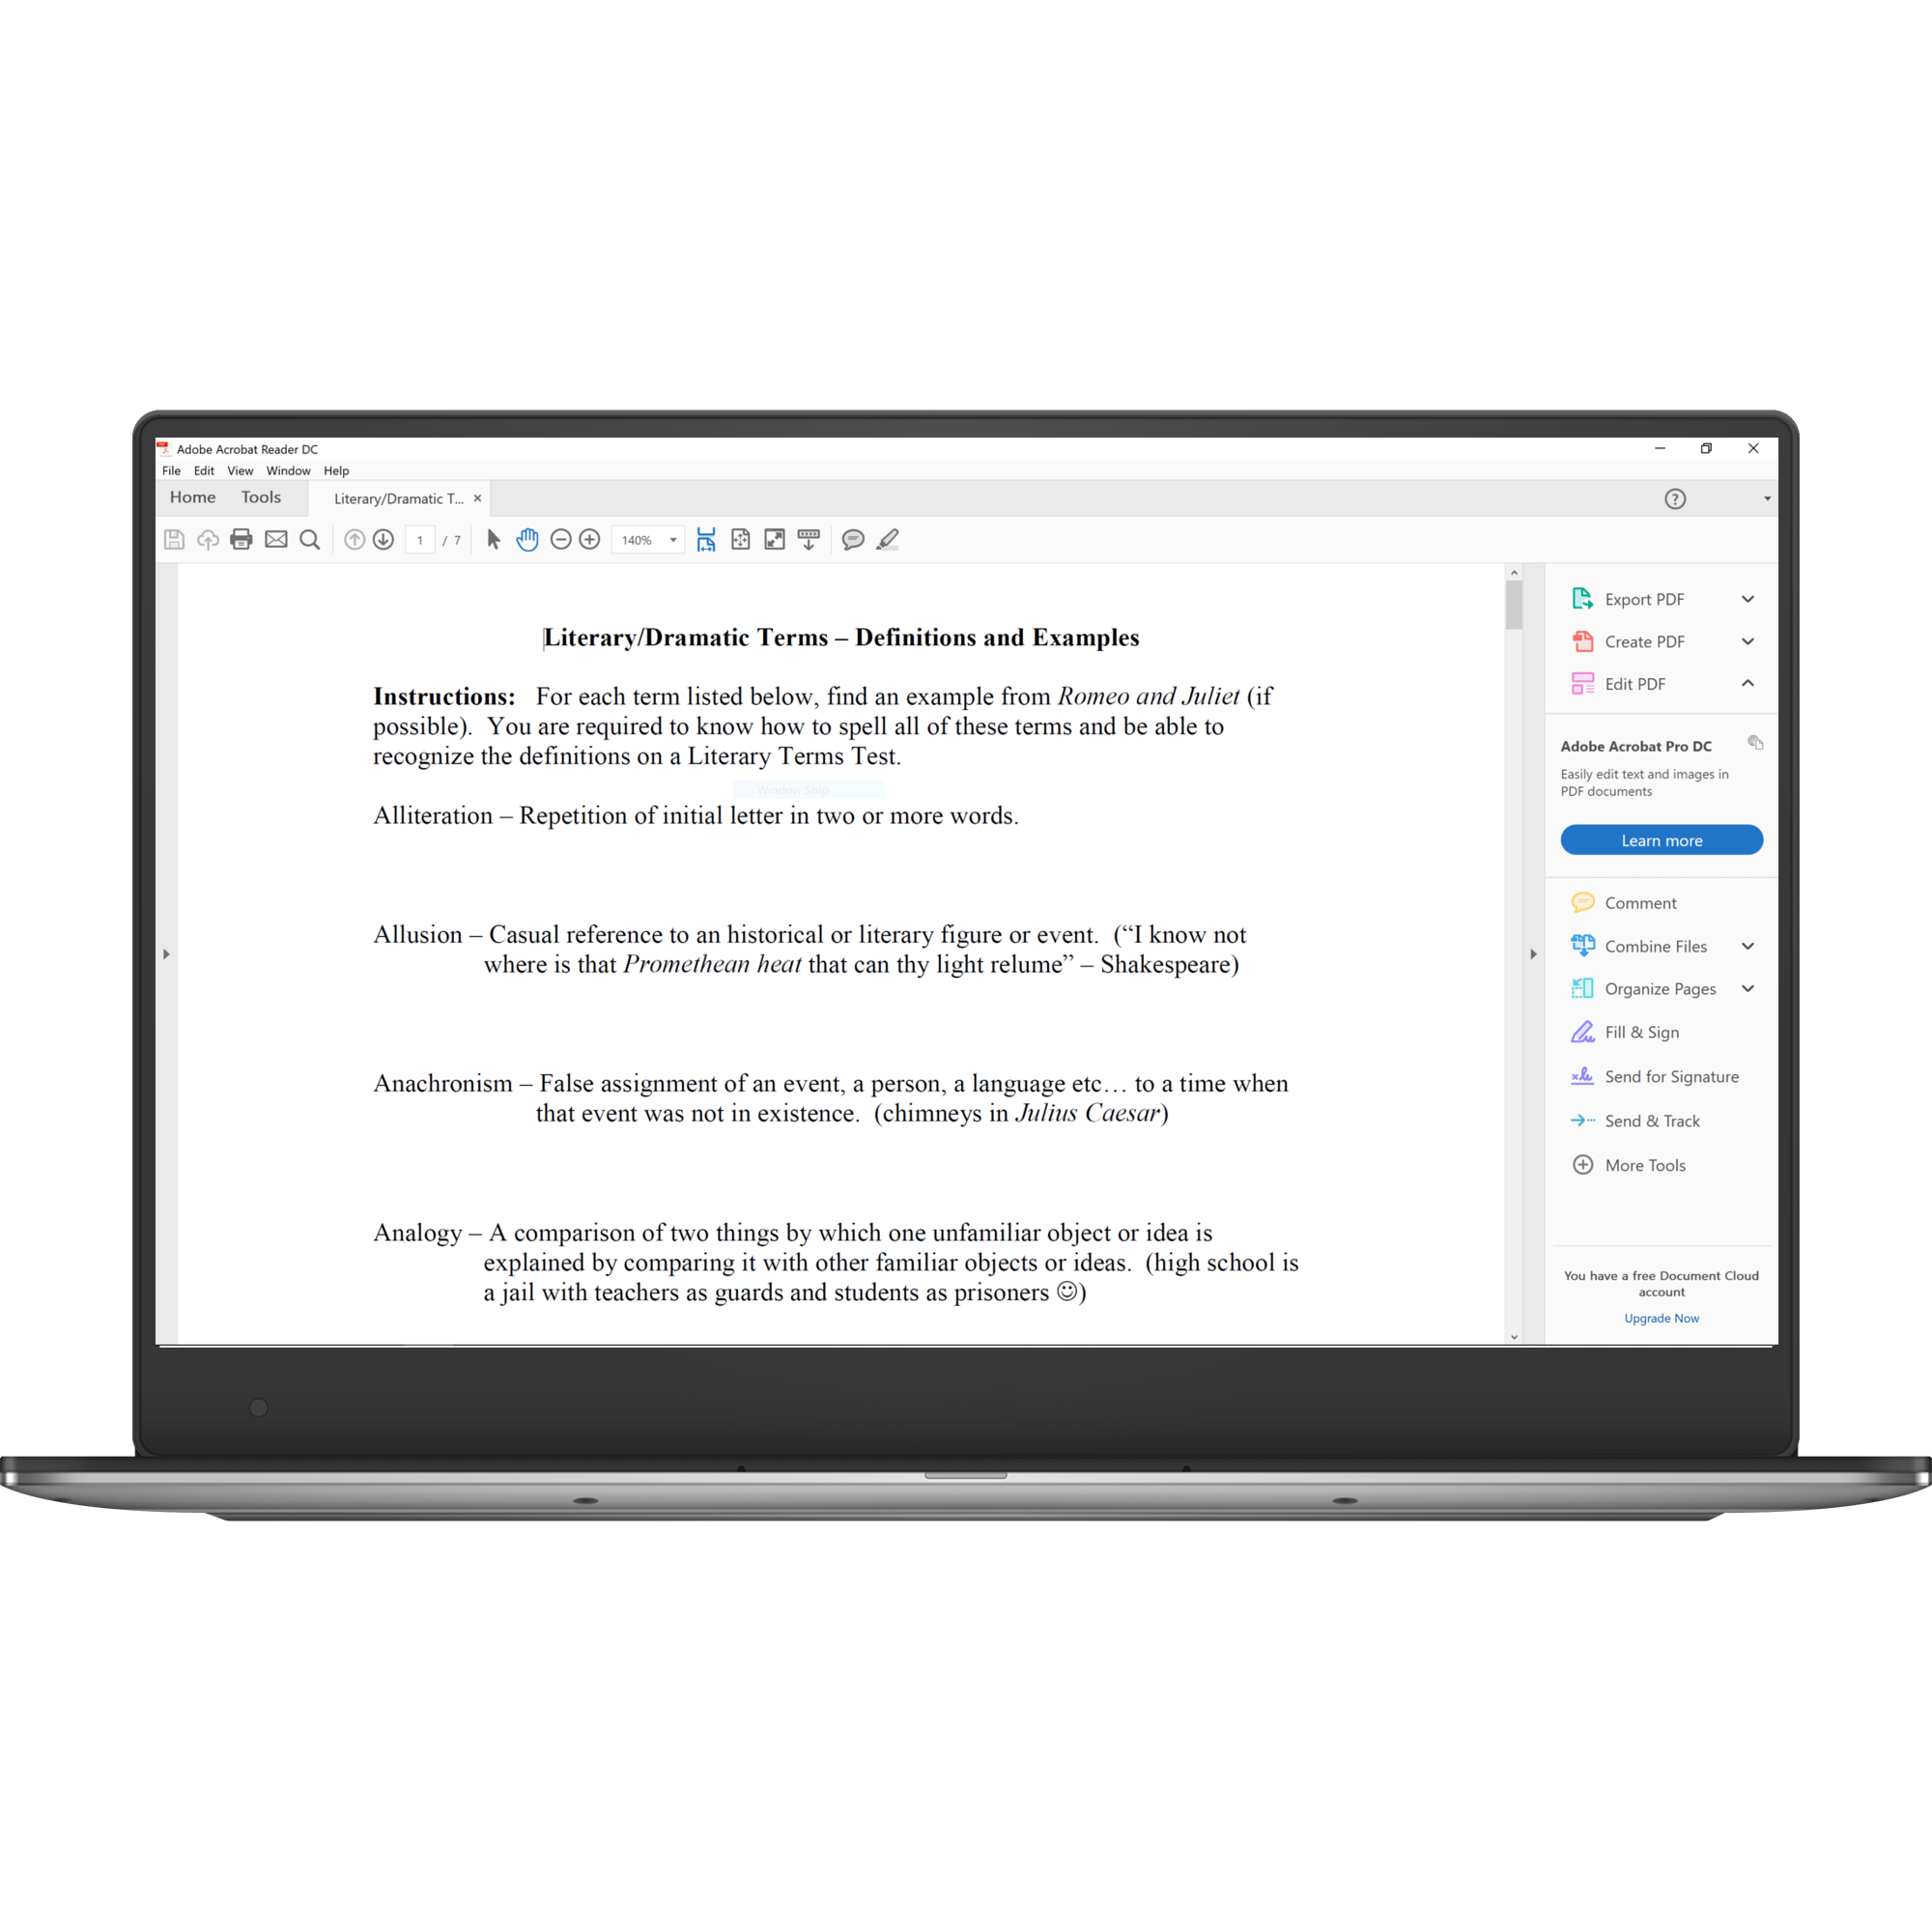 Adobe Acrobat Reader DC
File Edit View Window Help
Home Tools Literary/Dramatic T... ×
1 / 7 140%
Literary/Dramatic Terms – Definitions and Examples
Instructions: For each term listed below, find an example from Romeo and Juliet (if
possible). You are required to know how to spell all of these terms and be able to
recognize the definitions on a Literary Terms Test.
Window Snip
Alliteration – Repetition of initial letter in two or more words.
Allusion – Casual reference to an historical or literary figure or event. (“I know not
where is that Promethean heat that can thy light relume” – Shakespeare)
Anachronism – False assignment of an event, a person, a language etc… to a time when
that event was not in existence. (chimneys in Julius Caesar)
Analogy – A comparison of two things by which one unfamiliar object or idea is
explained by comparing it with other familiar objects or ideas. (high school is
a jail with teachers as guards and students as prisoners ☺)
Export PDF
Create PDF
Edit PDF
Adobe Acrobat Pro DC
Easily edit text and images in
PDF documents
Learn more
Comment
Combine Files
Organize Pages
Fill & Sign
Send for Signature
Send & Track
More Tools
You have a free Document Cloud
account
Upgrade Now